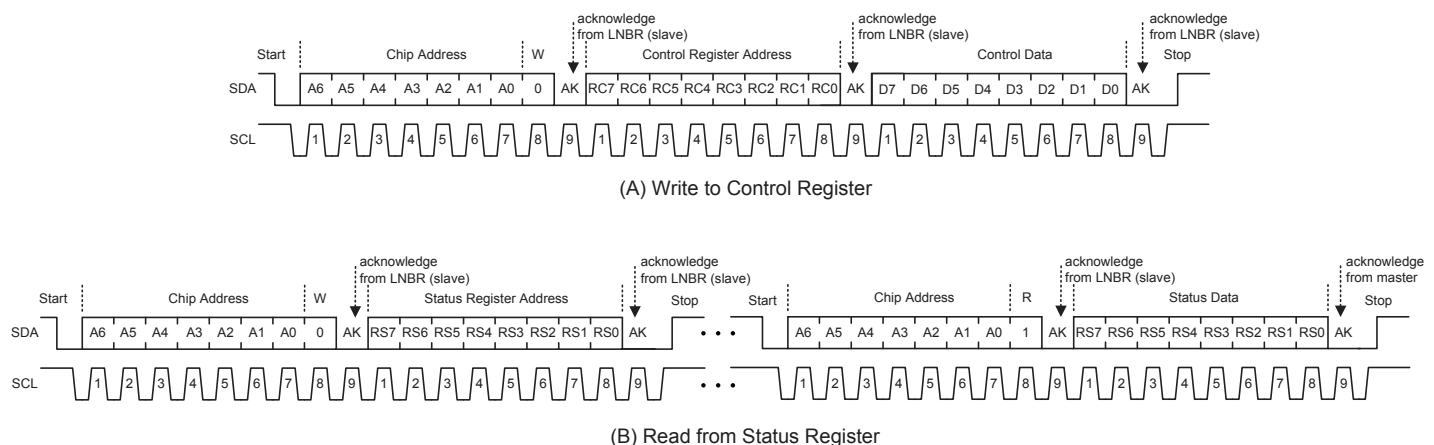 acknowledge
from LNBR (slave)
acknowledge
from LNBR (slave)
acknowledge
from LNBR (slave)
Start Chip Address W Control Register Address Control Data Stop
SDA A6 A5 A4 A3 A2 A1 A0 0 AK RC7 RC6 RC5 RC4 RC3 RC2 RC1 RC0 AK D7 D6 D5 D4 D3 D2 D1 D0 AK
SCL 1 2 3 4 5 6 7 8 9 1 2 3 4 5 6 7 8 9 1 2 3 4 5 6 7 8 9
(A) Write to Control Register
acknowledge
from LNBR (slave)
acknowledge
from LNBR (slave)
acknowledge
from LNBR (slave)
acknowledge
from master
Start Chip Address W Status Register Address Stop Start Chip Address R Status Data Stop
SDA A6 A5 A4 A3 A2 A1 A0 0 AK RS7 RS6 RS5 RS4 RS3 RS2 RS1 RS0 AK • • • A6 A5 A4 A3 A2 A1 A0 1 AK RS7 RS6 RS5 RS4 RS3 RS2 RS1 RS0 AK
SCL 1 2 3 4 5 6 7 8 9 1 2 3 4 5 6 7 8 9 • • • 1 2 3 4 5 6 7 8 9 1 2 3 4 5 6 7 8 9
(B) Read from Status Register